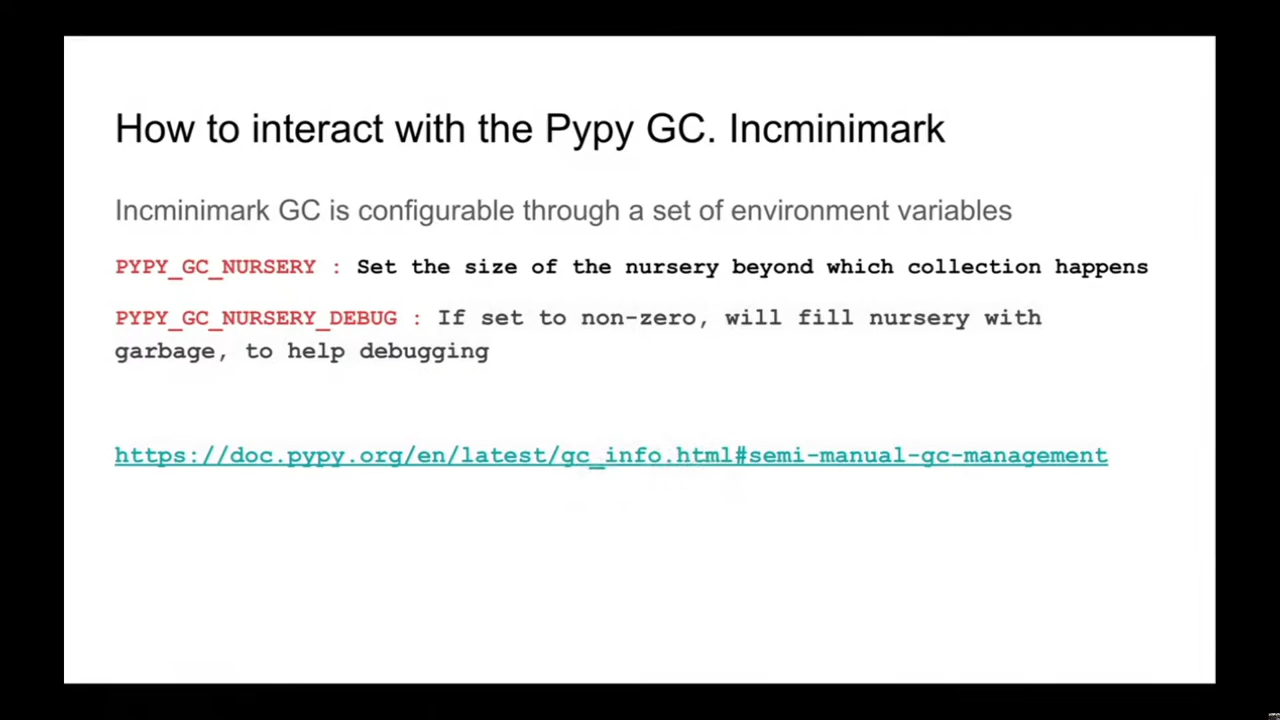 How to interact with the Pypy GC. Incminimark
Incminimark GC is configurable through a set of environment variables
PYPY_GC_NURSERY : Set the size of the nursery beyond which collection happens
PYPY_GC_NURSERY_DEBUG : If set to non-zero, will fill nursery with
garbage, to help debugging
https://doc.pypy.org/en/latest/gc_info.html#semi-manual-gc-management